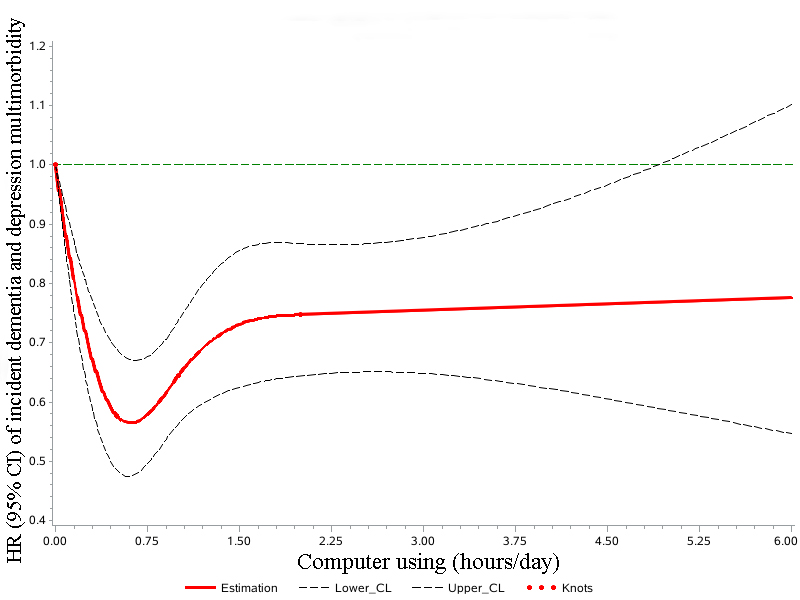 HR (95% CI) of incident dementia and depression multimorbidity
1.2
1.1
1.0
0.9
0.8
0.7
0.6
0.5
0.4
0.00 0.75 1.50 2.25 3.00 3.75 4.50 5.25 6.00
Computer using (hours/day)
Estimation Lower_CL Upper_CL Knots